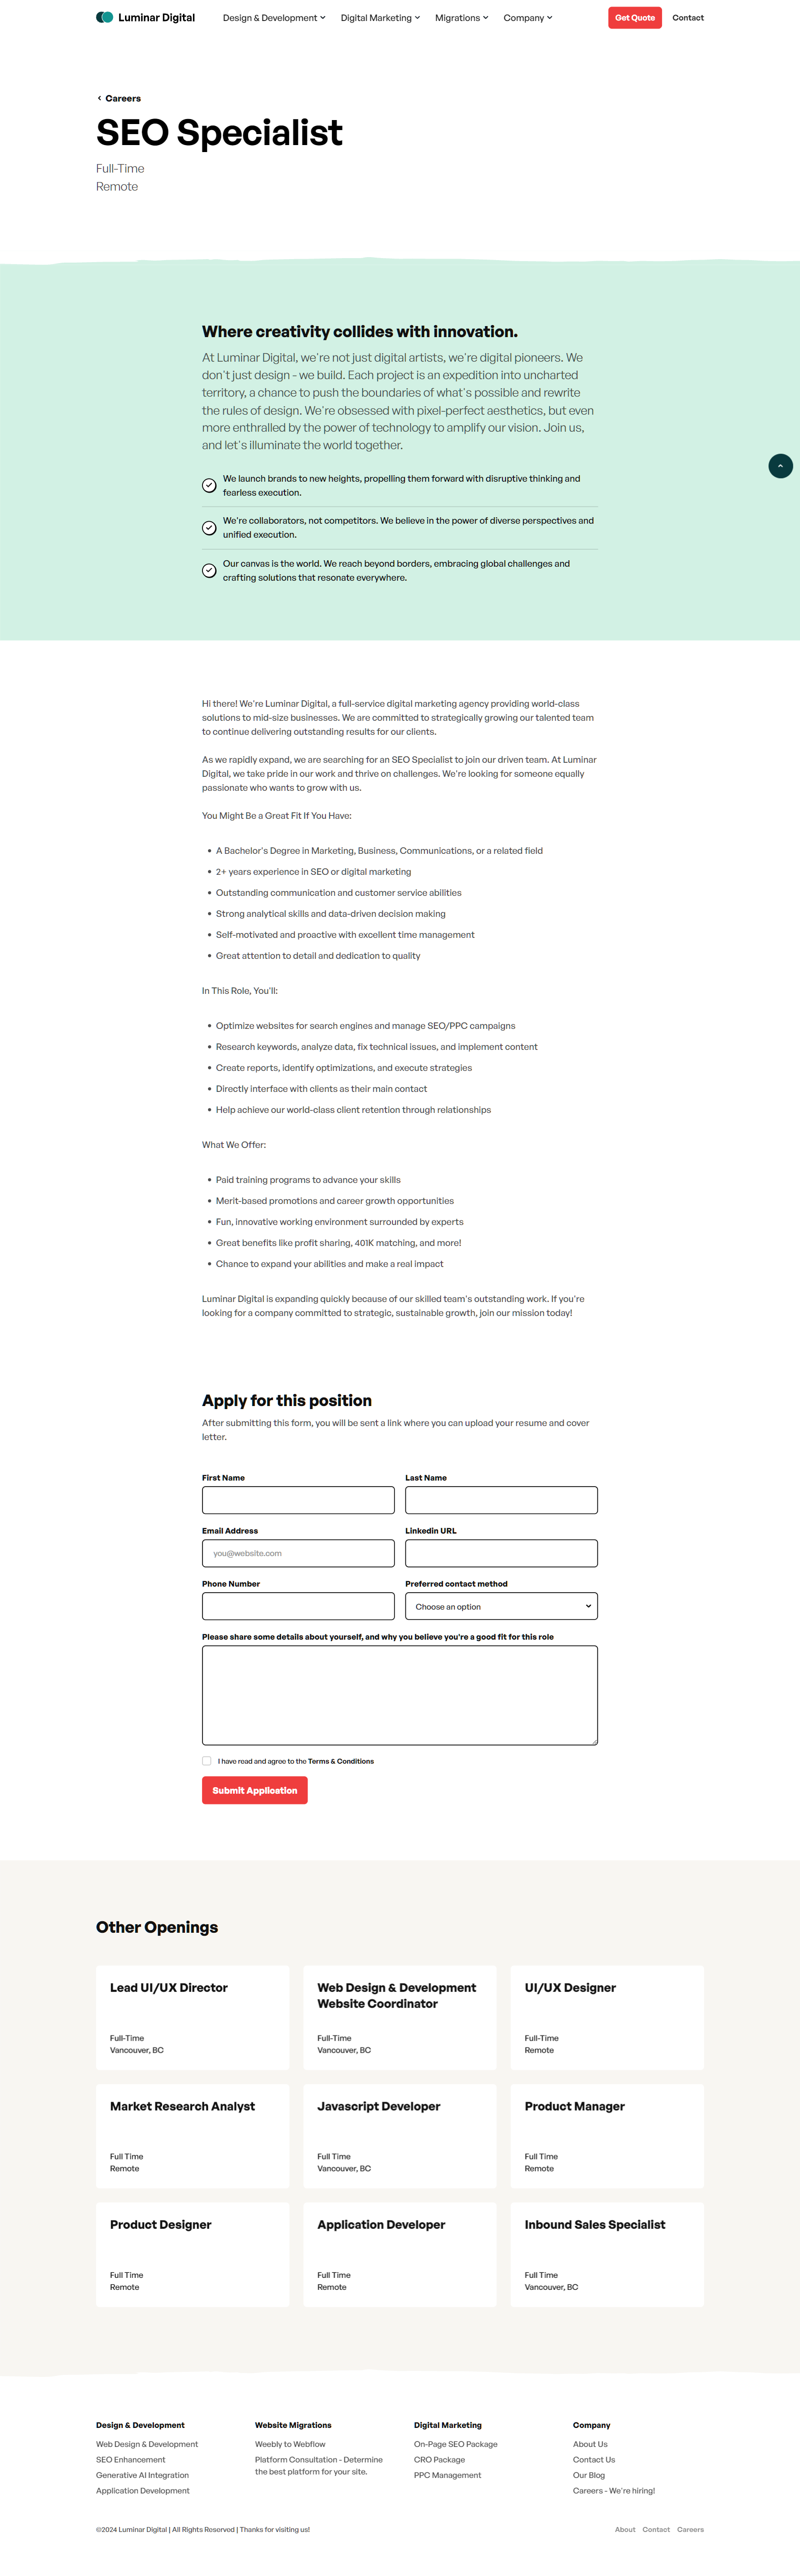 Luminar Digital
Design & Development
Digital Marketing
Migrations
Company
Get Quote
Contact
Careers
SEO Specialist
Full-Time
Remote
Where creativity collides with innovation.
At Luminar Digital, we're not just digital artists, we're digital pioneers. We
don't just design - we build. Each project is an expedition into uncharted
territory, a chance to push the boundaries of what's possible and rewrite
the rules of design. We're obsessed with pixel-perfect aesthetics, but even
more enthralled by the power of technology to amplify our vision. Join us,
and let's illuminate the world together.
We launch brands to new heights, propelling them forward with disruptive thinking and
fearless execution.
We're collaborators, not competitors. We believe in the power of diverse perspectives and
unified execution.
Our canvas is the world. We reach beyond borders, embracing global challenges and
crafting solutions that resonate everywhere.
Hi there! We're Luminar Digital, a full-service digital marketing agency providing world-class
solutions to mid-size businesses. We are committed to strategically growing our talented team
to continue delivering outstanding results for our clients.
As we rapidly expand, we are searching for an SEO Specialist to join our driven team. At Luminar
Digital, we take pride in our work and thrive on challenges. We're looking for someone equally
passionate who wants to grow with us.
You Might Be a Great Fit If You Have:
• A Bachelor's Degree in Marketing, Business, Communications, or a related field
• 2+ years experience in SEO or digital marketing
• Outstanding communication and customer service abilities
• Strong analytical skills and data-driven decision making
• Self-motivated and proactive with excellent time management
• Great attention to detail and dedication to quality
In This Role, You'll:
• Optimize websites for search engines and manage SEO/PPC campaigns
• Research keywords, analyze data, fix technical issues, and implement content
• Create reports, identify optimizations, and execute strategies
• Directly interface with clients as their main contact
• Help achieve our world-class client retention through relationships
What We Offer:
• Paid training programs to advance your skills
• Merit-based promotions and career growth opportunities
• Fun, innovative working environment surrounded by experts
• Great benefits like profit sharing, 401K matching, and more!
• Chance to expand your abilities and make a real impact
Luminar Digital is expanding quickly because of our skilled team's outstanding work. If you're
looking for a company committed to strategic, sustainable growth, join our mission today!
Apply for this position
After submitting this form, you will be sent a link where you can upload your resume and cover
letter.
First Name
Last Name
Email Address
Linkedin URL
you@website.com
Phone Number
Preferred contact method
Choose an option
Please share some details about yourself, and why you believe you're a good fit for this role
I have read and agree to the Terms & Conditions
Submit Application
Other Openings
Lead UI/UX Director
Full-Time
Vancouver, BC
Web Design & Development
Website Coordinator
Full-Time
Vancouver, BC
UI/UX Designer
Full-Time
Remote
Market Research Analyst
Full Time
Remote
Javascript Developer
Full Time
Vancouver, BC
Product Manager
Full Time
Remote
Product Designer
Full Time
Remote
Application Developer
Full Time
Remote
Inbound Sales Specialist
Full Time
Vancouver, BC
Design & Development
Web Design & Development
SEO Enhancement
Generative AI Integration
Application Development
Website Migrations
Weebly to Webflow
Platform Consultation - Determine
the best platform for your site.
Digital Marketing
On-Page SEO Package
CRO Package
PPC Management
Company
About Us
Contact Us
Our Blog
Careers - We're hiring!
©2024 Luminar Digital | All Rights Reserved | Thanks for visiting us!
About
Contact
Careers